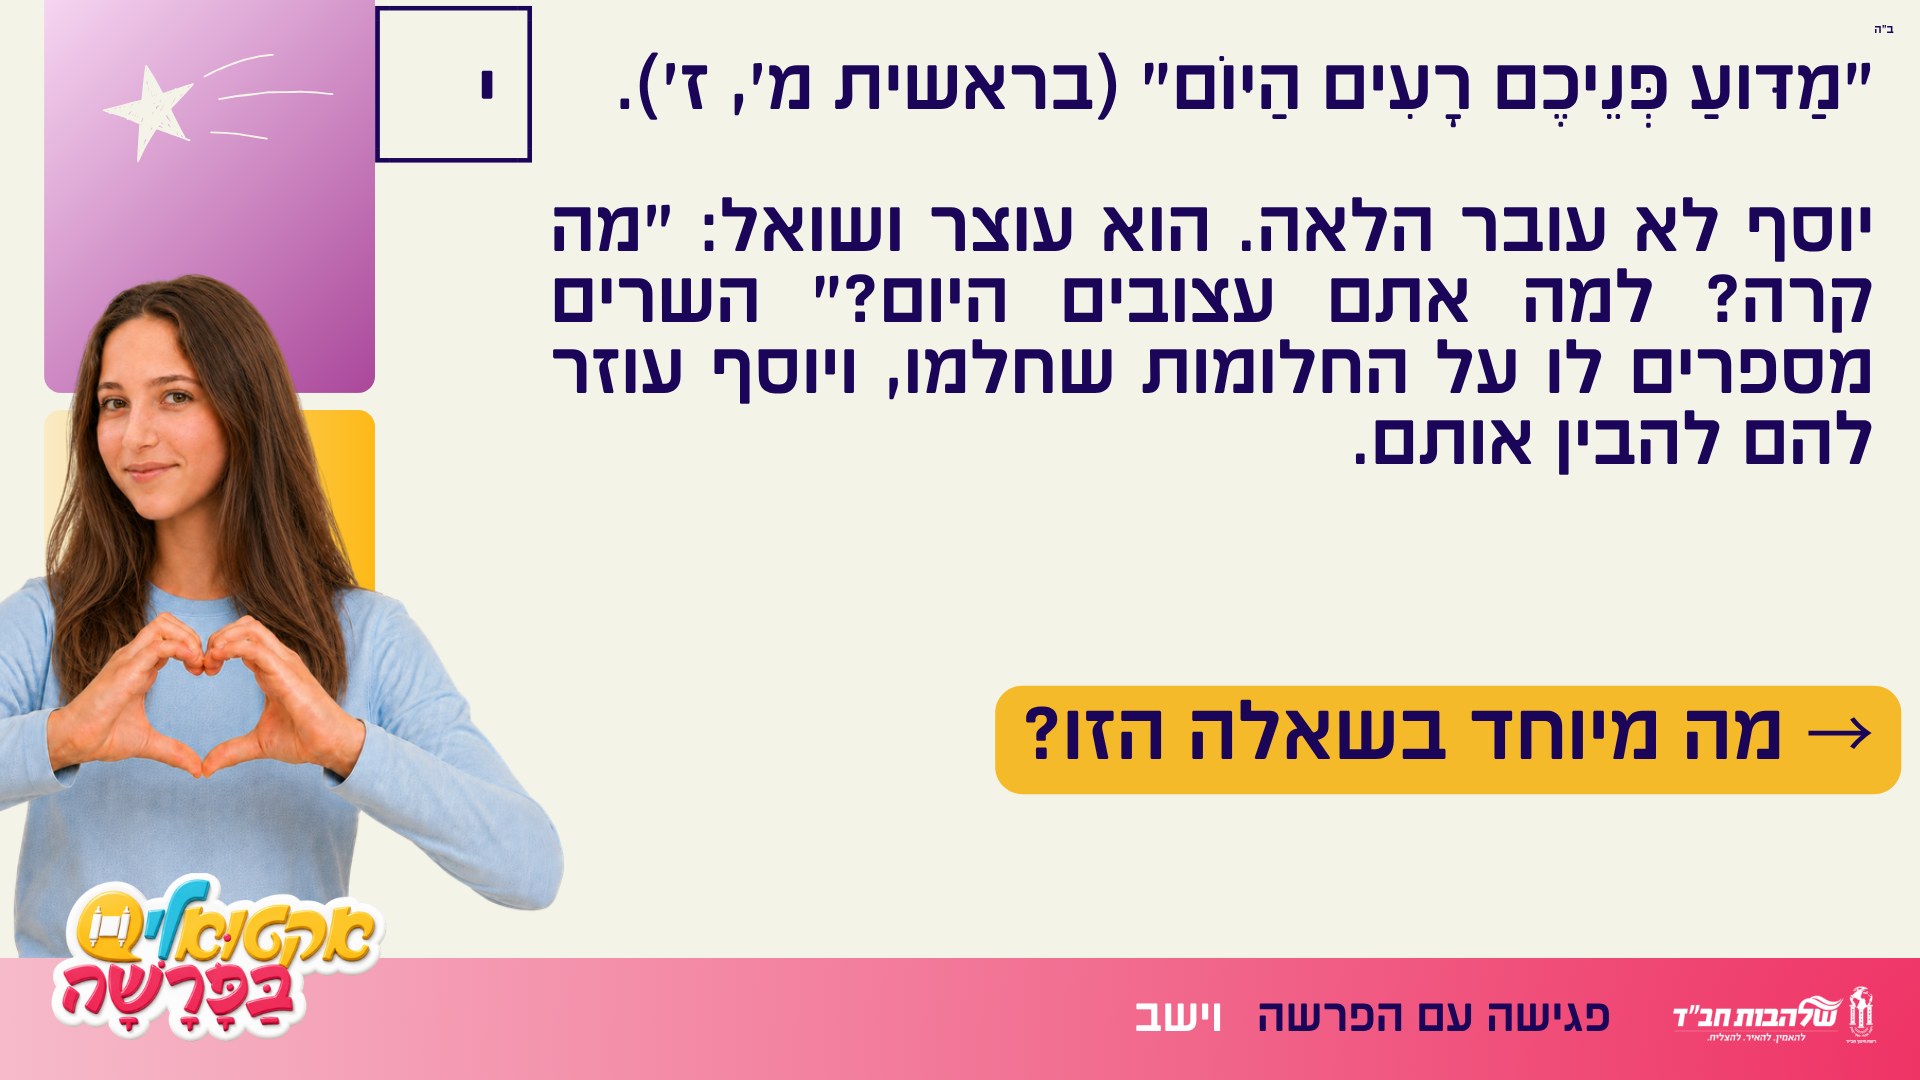 ב"ה
"מַדּוּעַ פְּנֵיכֶם רָעִים הַיּוֹם" (בראשית מ', ז').
י
יוסף לא עובר הלאה. הוא עוצר ושואל: "מה
קרה? למה אתם עצובים היום?" השרים
מספרים לו על החלומות שחלמו, ויוסף עוזר
להם להבין אותם.
→ מה מיוחד בשאלה הזו?
אקטואליים
בַּפָּרָשָׁה
פגישה עם הפרשה וישב
שלהבות חב"ד
להאמין. להאיר. להצליח.